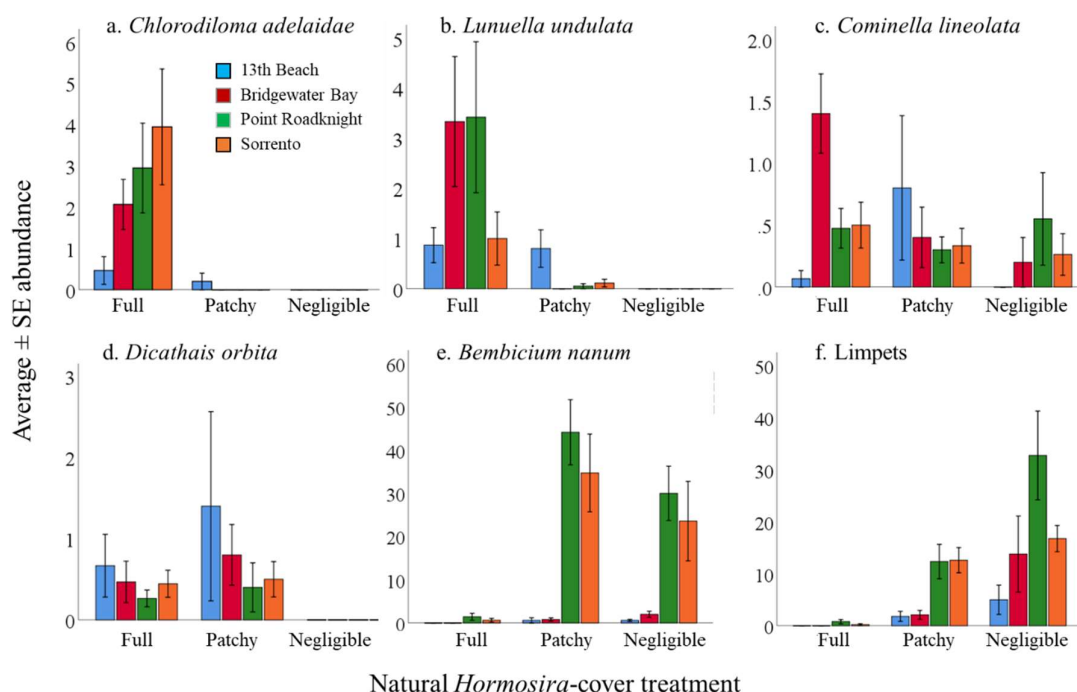 a. Chlorodiloma adelaidae
6
5
4
3
2
1
0
13th Beach
Bridgewater Bay
Point Roadknight
Sorrento
Full Patchy Negligible
b. Lunuella undulata
5
4
3
2
1
0
Full Patchy Negligible
c. Cominella lineolata
2.0
1.5
1.0
.5
.0
Full Patchy Negligible
Average ± SE abundance
d. Dicathais orbita
3
2
1
0
Full Patchy Negligible
e. Bembicium nanum
60
50
40
30
20
10
0
Full Patchy Negligible
f. Limpets
50
40
30
20
10
0
Full Patchy Negligible
Natural Hormosira-cover treatment